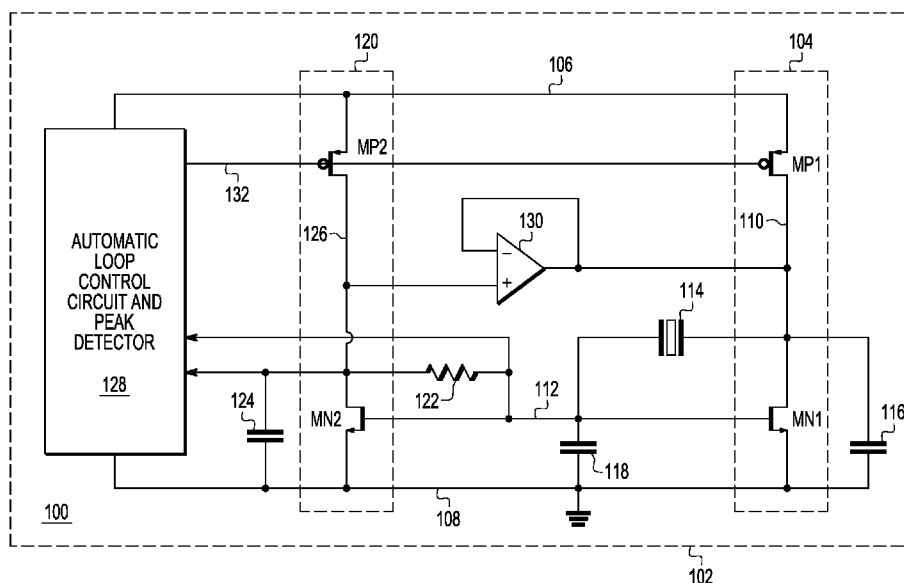 120
104
106
MP2
MP1
132
126
130
110
AUTOMATIC
LOOP
CONTROL
CIRCUIT AND
PEAK
DETECTOR
128
114
122
112
124
MN2
MN1
116
118
100
108
102